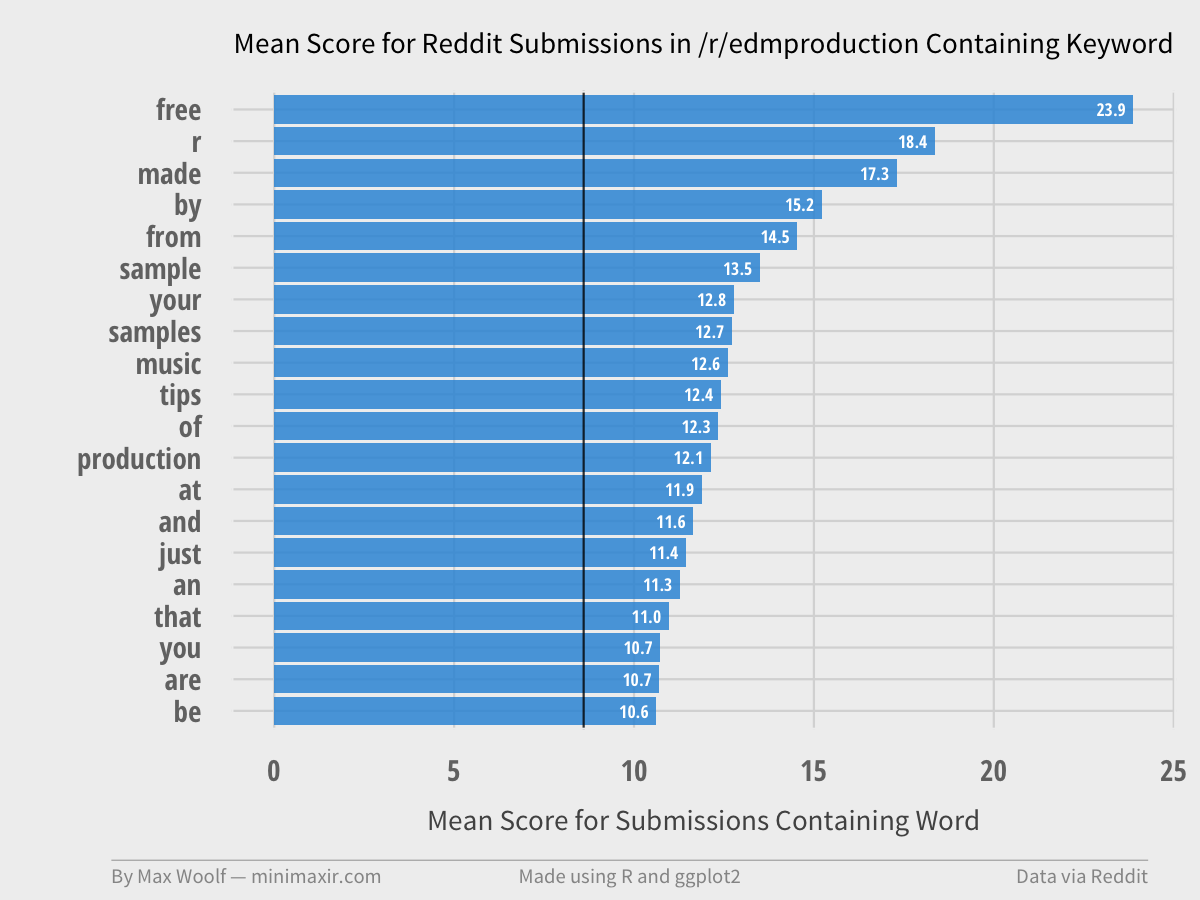 Mean Score for Reddit Submissions in /r/edmproduction Containing Keyword
free 23.9
r 18.4
made 17.3
by 15.2
from 14.5
sample 13.5
your 12.8
samples 12.7
music 12.6
tips 12.4
of 12.3
production 12.1
at 11.9
and 11.6
just 11.4
an 11.3
that 11.0
you 10.7
are 10.7
be 10.6
0 5 10 15 20 25
Mean Score for Submissions Containing Word
By Max Woolf — minimaxir.com Made using R and ggplot2 Data via Reddit